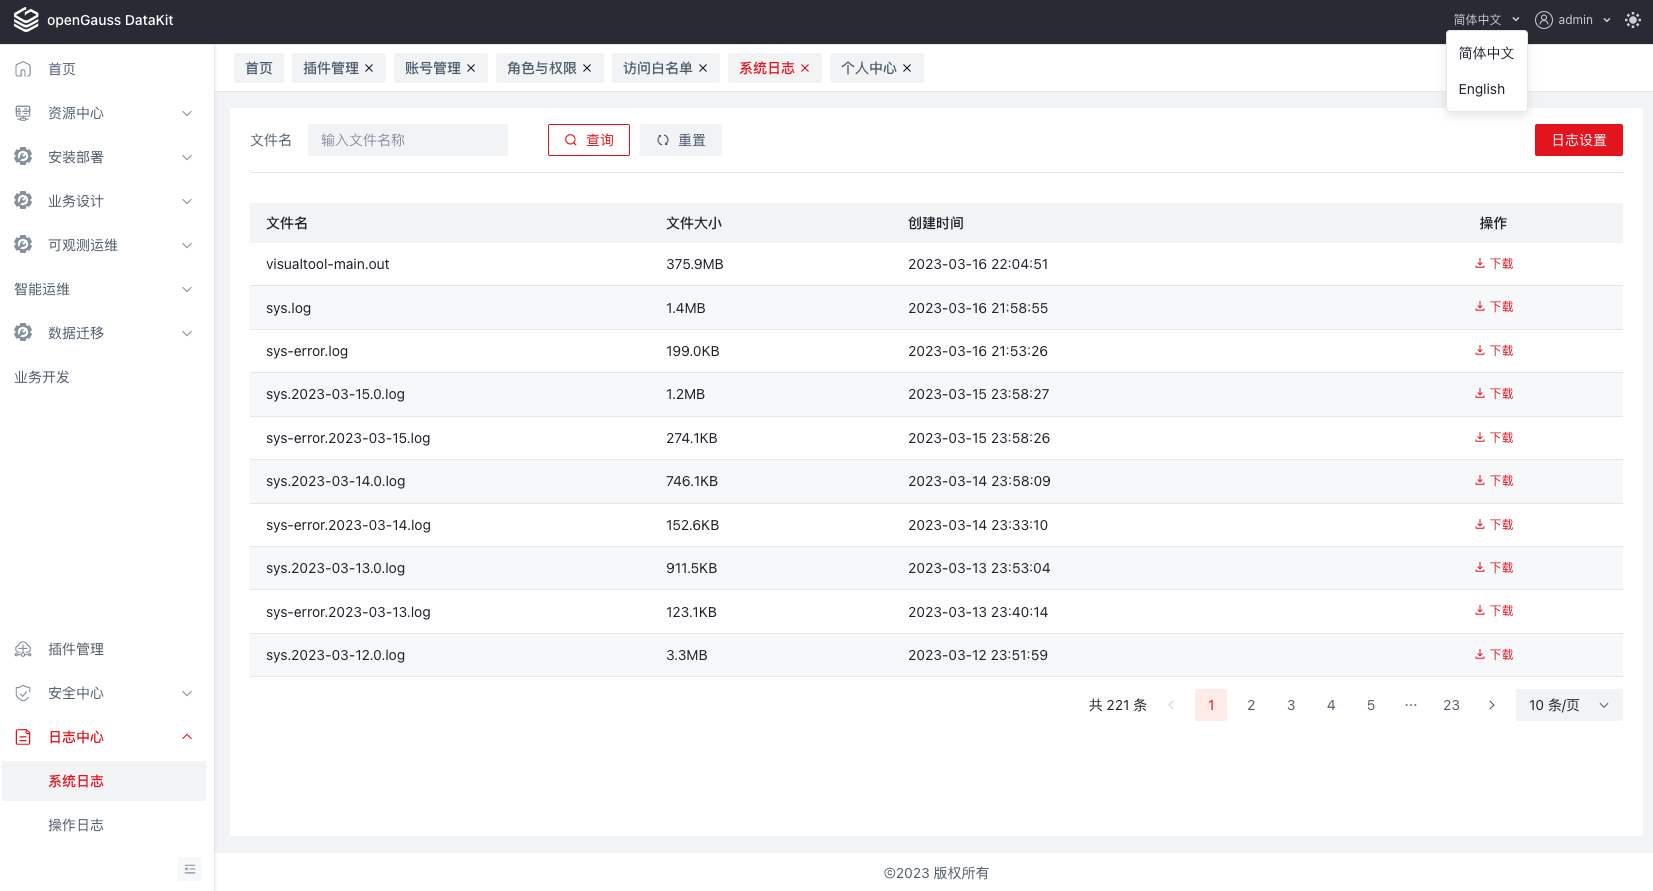 openGauss DataKit
简体中文
admin
简体中文
English
首页
资源中心
安装部署
业务设计
可观测运维
智能运维
数据迁移
业务开发
插件管理
安全中心
日志中心
系统日志
操作日志
首页 插件管理 账号管理 角色与权限 访问白名单 系统日志 个人中心
文件名 输入文件名称 查询 重置 日志设置
文件名 文件大小 创建时间 操作
visualtool-main.out 375.9MB 2023-03-16 22:04:51 下载
sys.log 1.4MB 2023-03-16 21:58:55 下载
sys-error.log 199.0KB 2023-03-16 21:53:26 下载
sys.2023-03-15.0.log 1.2MB 2023-03-15 23:58:27 下载
sys-error.2023-03-15.log 274.1KB 2023-03-15 23:58:26 下载
sys.2023-03-14.0.log 746.1KB 2023-03-14 23:58:09 下载
sys-error.2023-03-14.log 152.6KB 2023-03-14 23:33:10 下载
sys.2023-03-13.0.log 911.5KB 2023-03-13 23:53:04 下载
sys-error.2023-03-13.log 123.1KB 2023-03-13 23:40:14 下载
sys.2023-03-12.0.log 3.3MB 2023-03-12 23:51:59 下载
共 221 条 1 2 3 4 5 ··· 23 10 条/页
©2023 版权所有